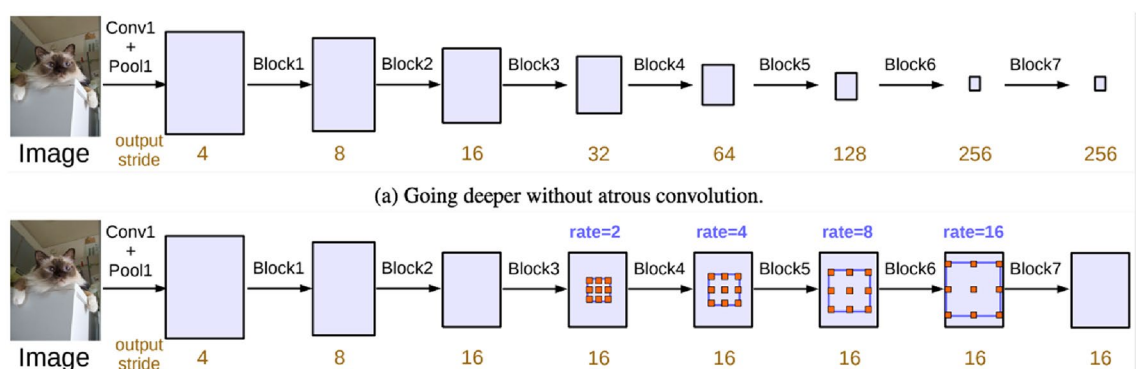 Conv1
+
Pool1
Block1
Block2
Block3
Block4
Block5
Block6
Block7
Image
output
stride
4
8
16
32
64
128
256
256
(a) Going deeper without atrous convolution.
rate=2
rate=4
rate=8
rate=16
Conv1
+
Pool1
Block1
Block2
Block3
Block4
Block5
Block6
Block7
Image
output
stride
4
8
16
16
16
16
16
16